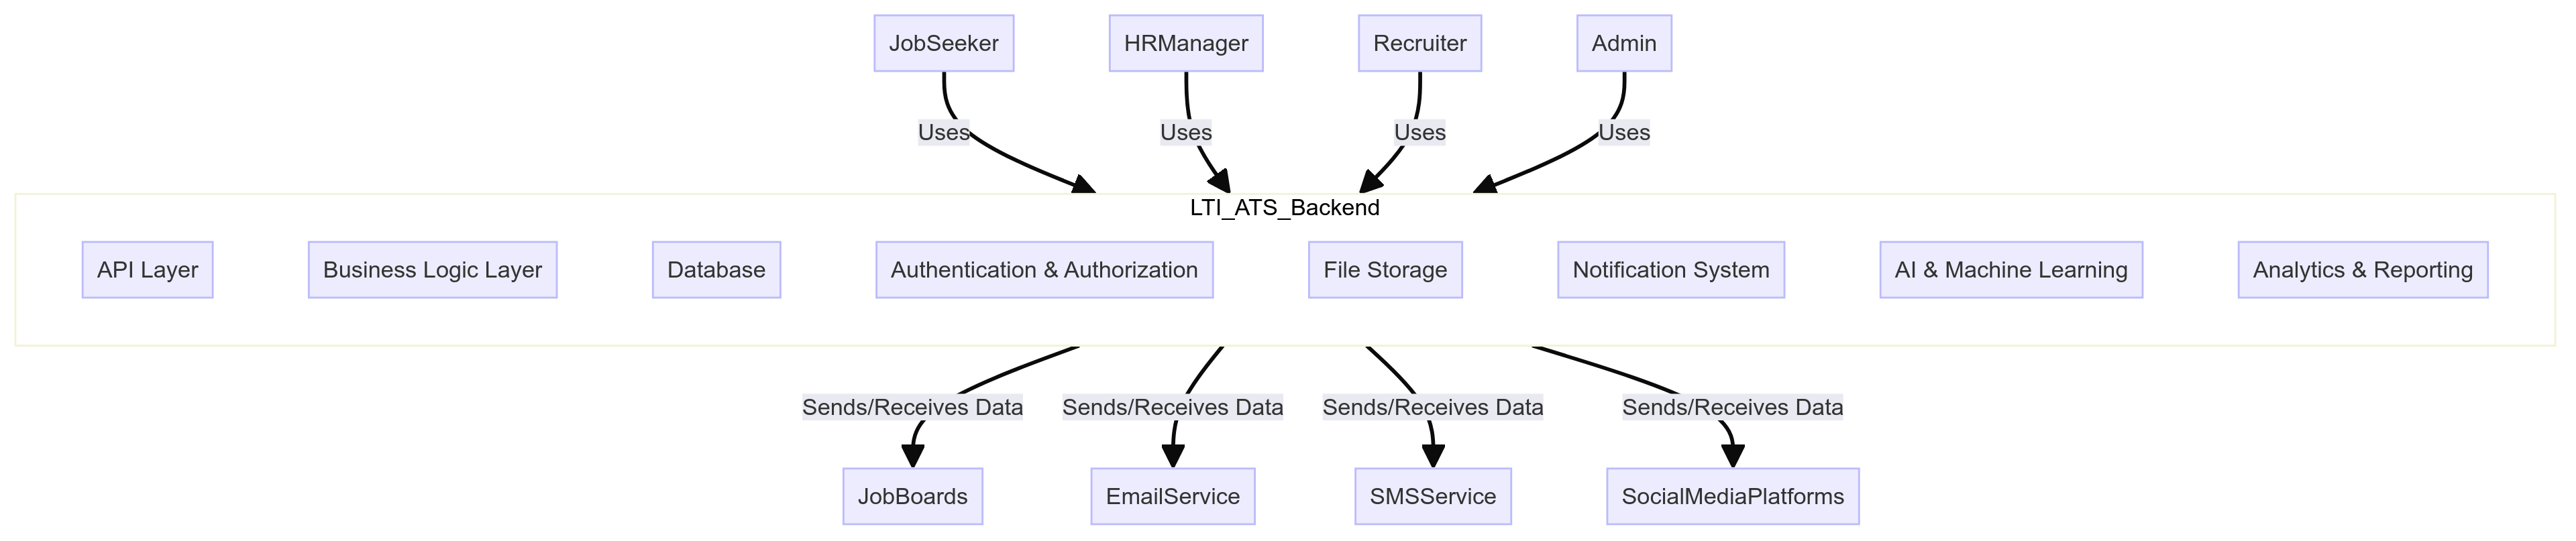 JobSeeker
HRManager
Recruiter
Admin
Uses
Uses
Uses
Uses
LTI_ATS_Backend
API Layer
Business Logic Layer
Database
Authentication & Authorization
File Storage
Notification System
AI & Machine Learning
Analytics & Reporting
Sends/Receives Data
Sends/Receives Data
Sends/Receives Data
Sends/Receives Data
JobBoards
EmailService
SMSService
SocialMediaPlatforms